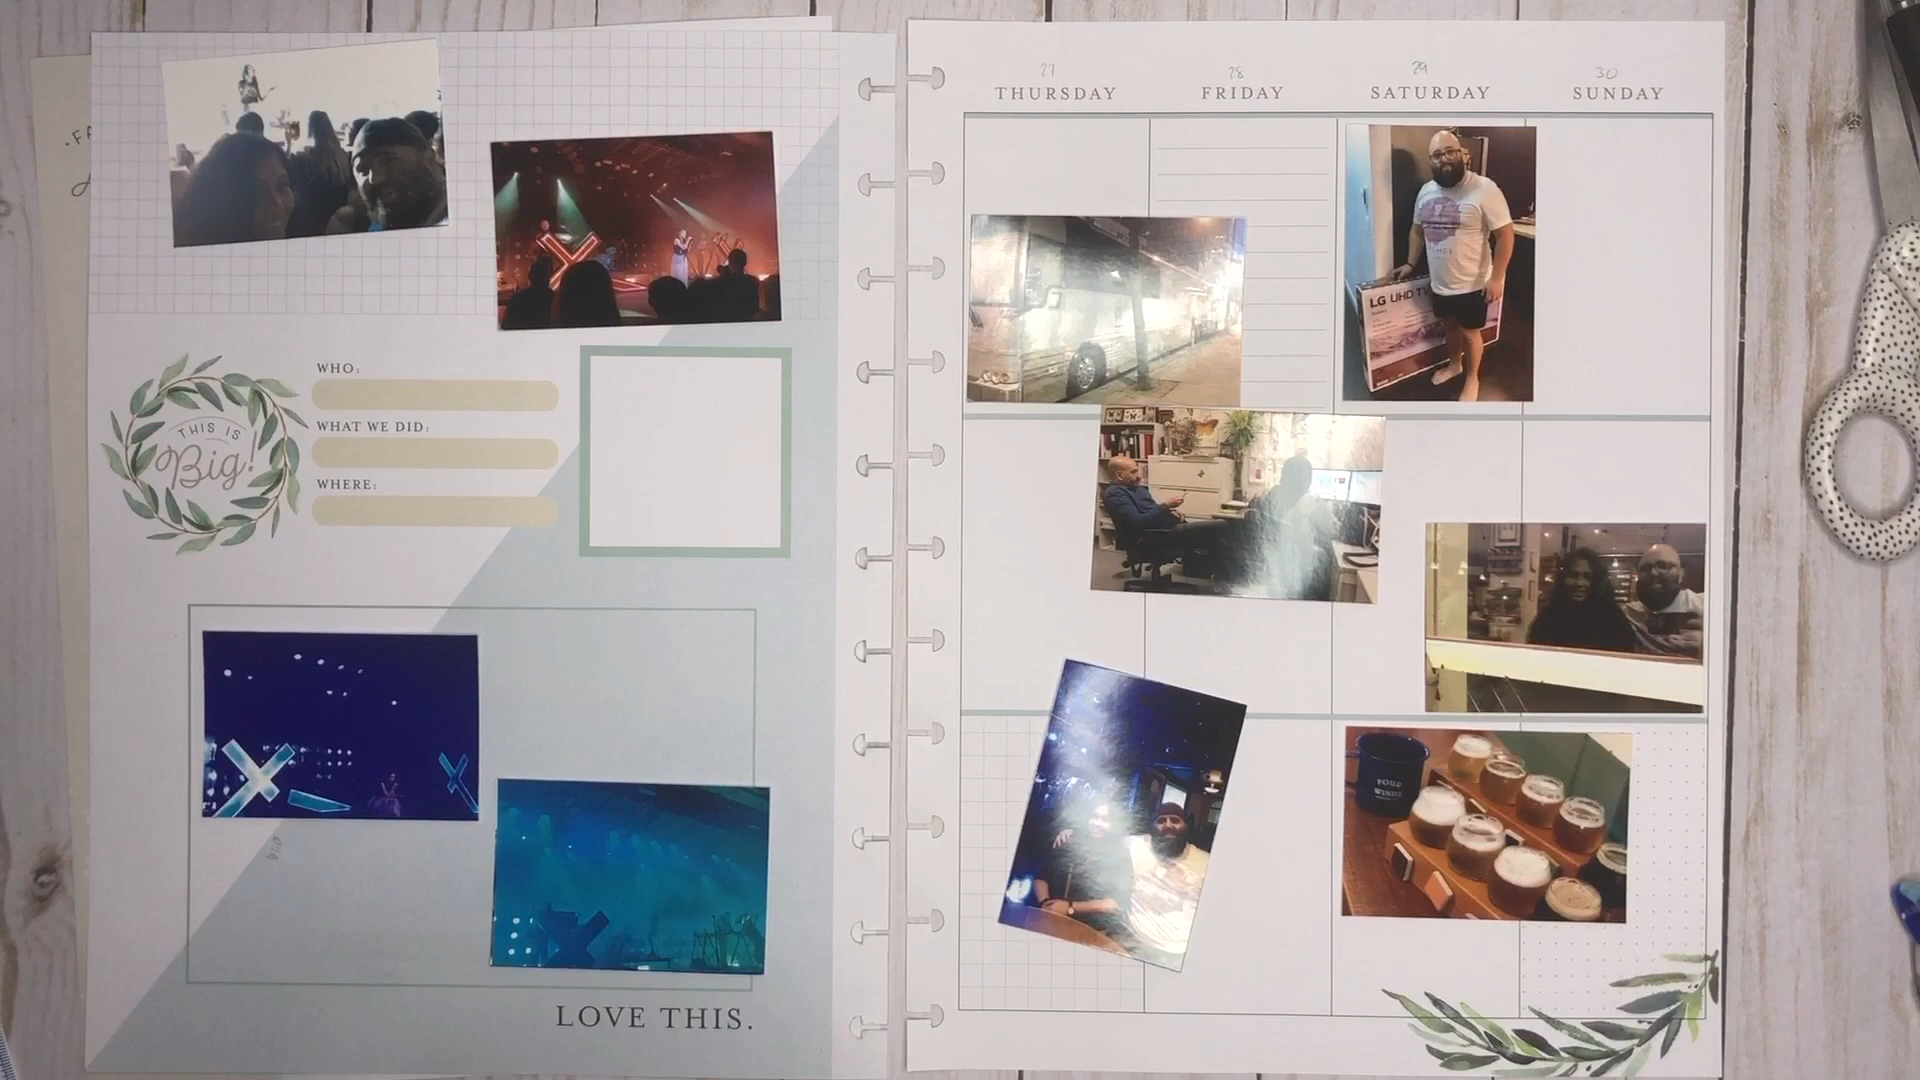 THIS IS
Big!
WHO:
WHAT WE DID:
WHERE:
LOVE THIS.
27
28
29
30
THURSDAY
FRIDAY
SATURDAY
SUNDAY
LG UHD TV
FOUR
WINDS